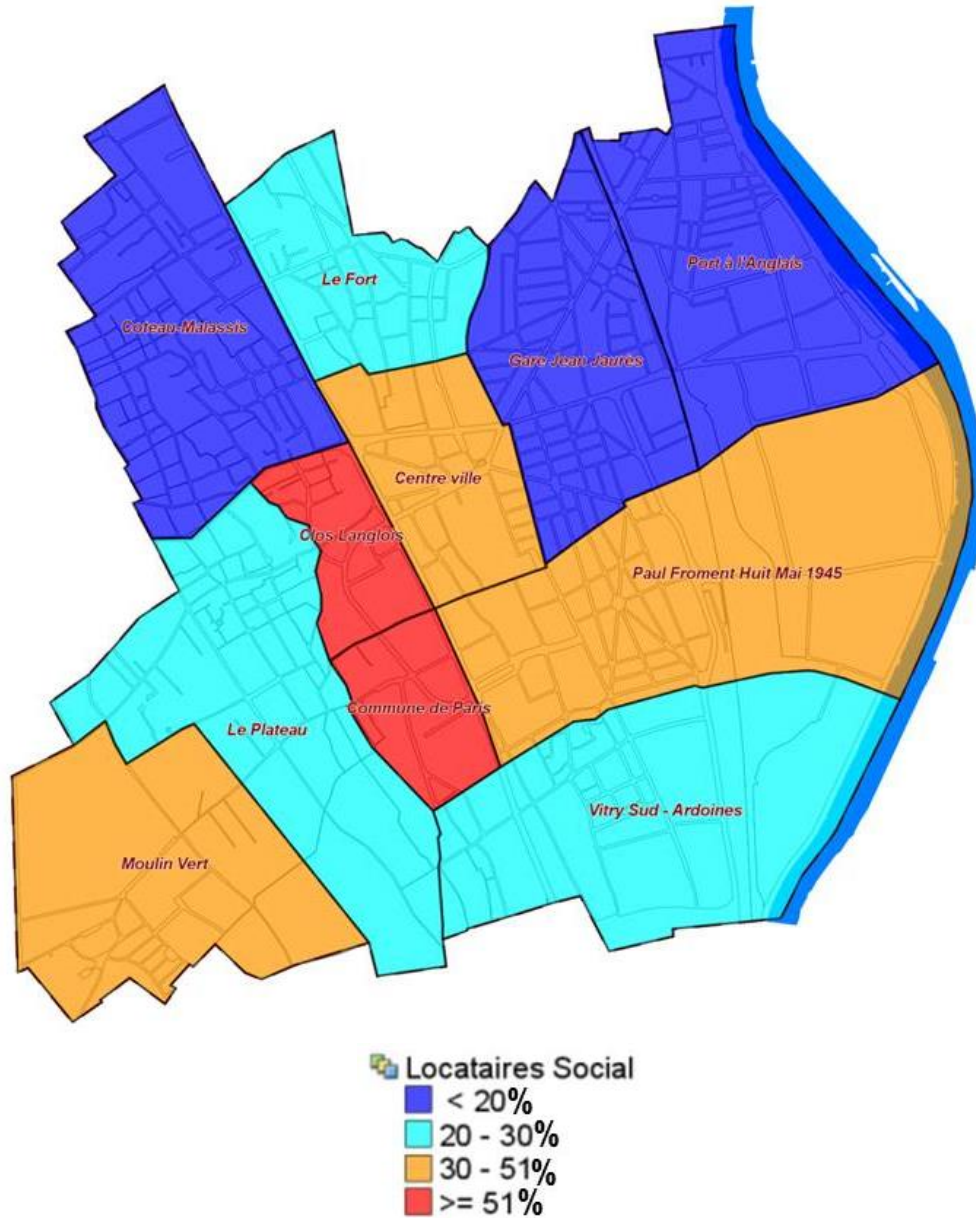 Port à l'Anglais
Le Fort
Coteau-Malassis
Gare Jean Jaurès
Centre ville
Clos Langlois
Paul Froment Huit Mai 1945
Commune de Paris
Le Plateau
Vitry Sud - Ardoines
Moulin Vert
Locataires Social
< 20%
20 - 30%
30 - 51%
>= 51%